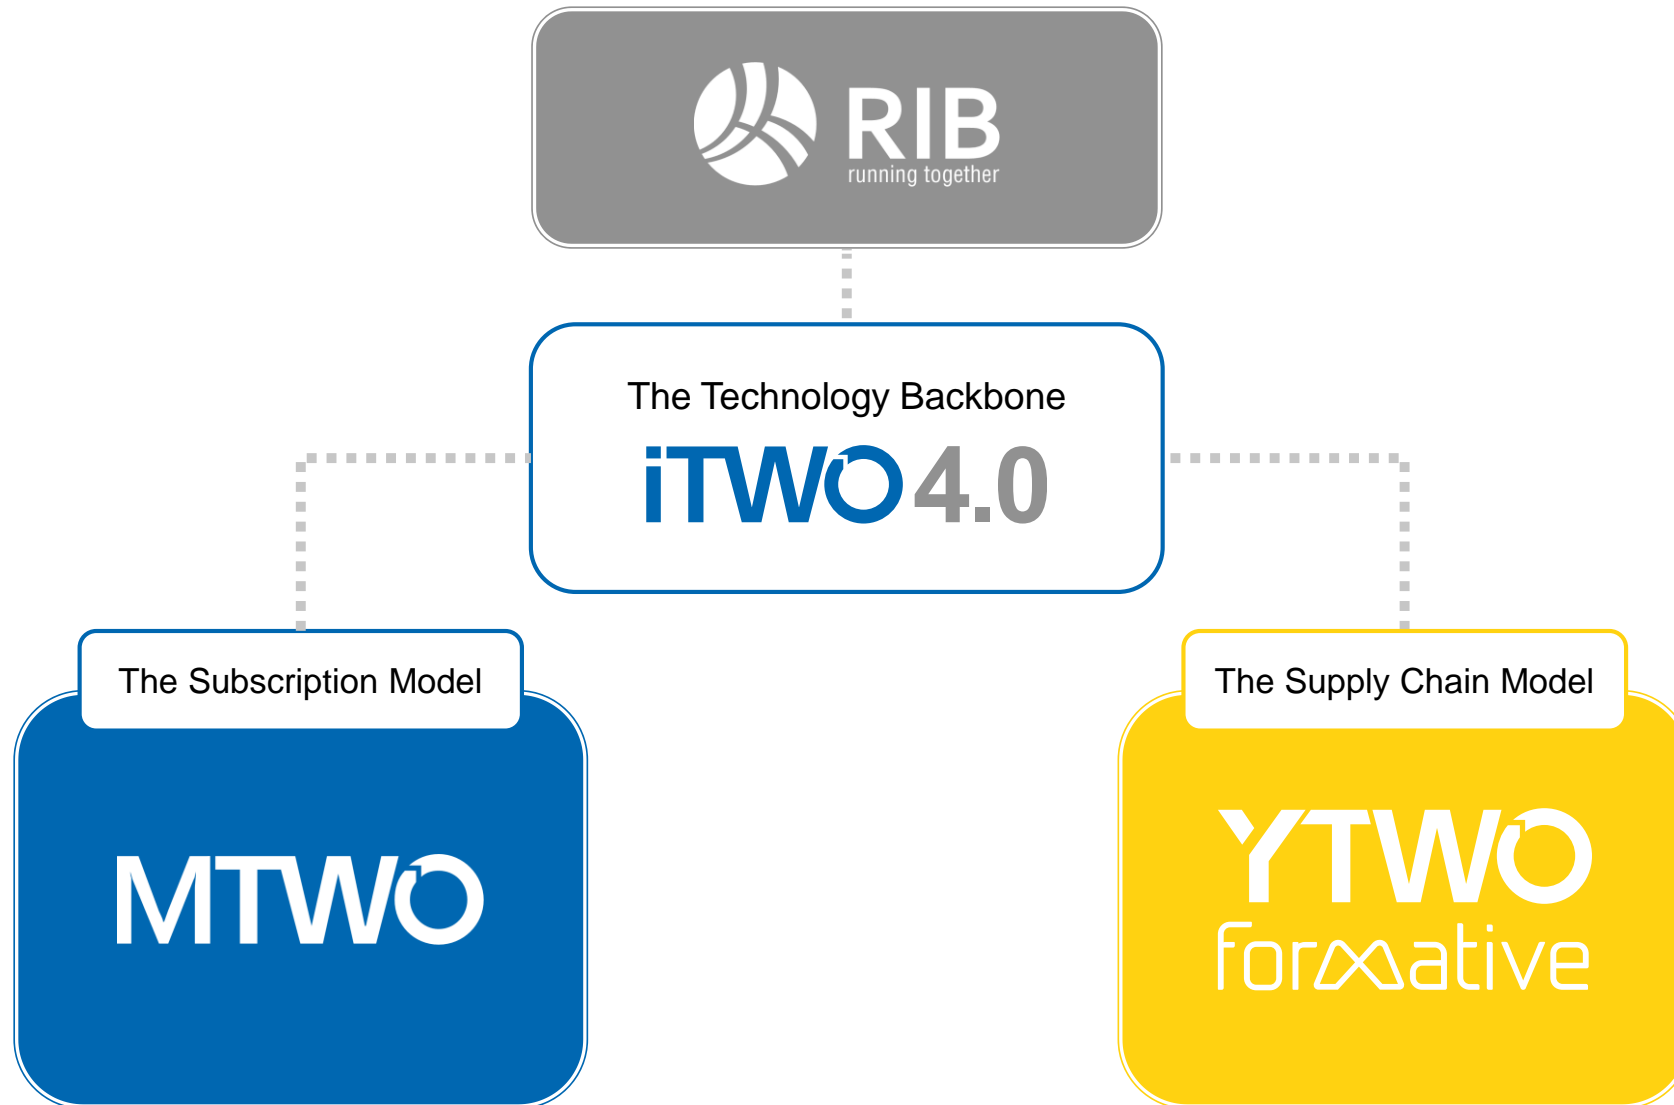 RIB
running together
The Technology Backbone
iTWO 4.0
The Subscription Model
MTWO
The Supply Chain Model
YTWO
formative